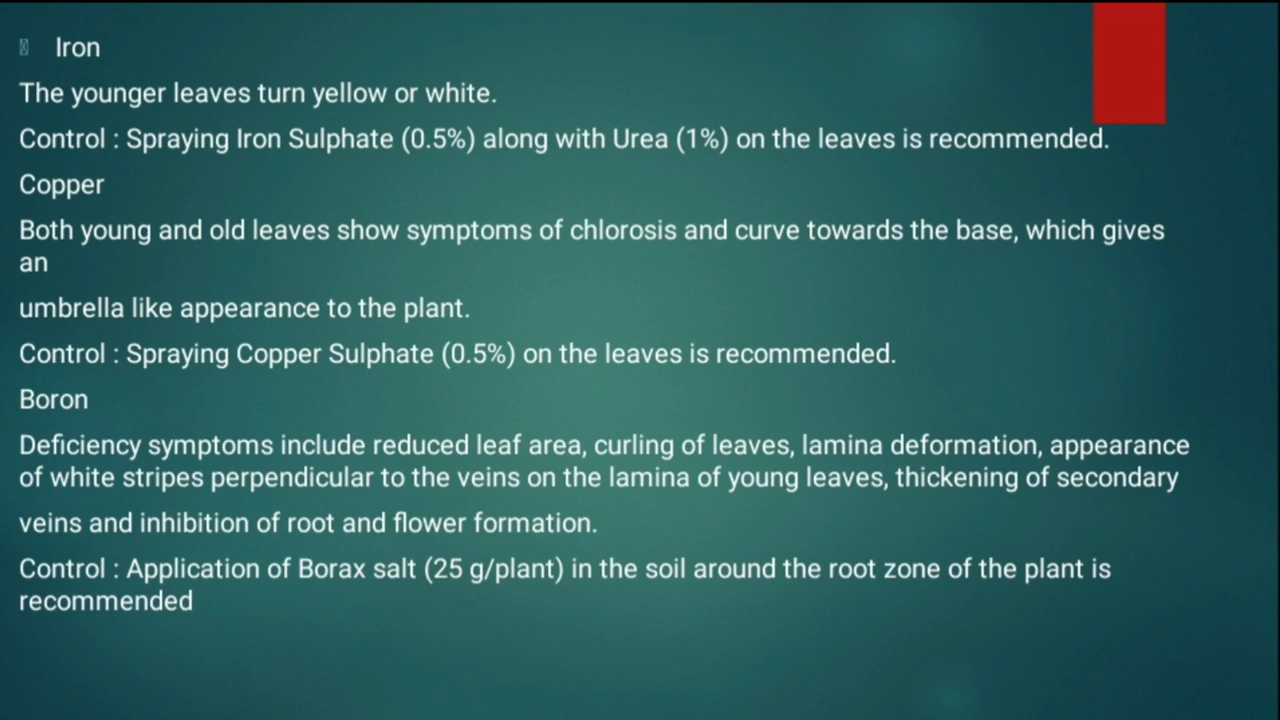 Iron
The younger leaves turn yellow or white.
Control : Spraying Iron Sulphate (0.5%) along with Urea (1%) on the leaves is recommended.
Copper
Both young and old leaves show symptoms of chlorosis and curve towards the base, which gives
an
umbrella like appearance to the plant.
Control : Spraying Copper Sulphate (0.5%) on the leaves is recommended.
Boron
Deficiency symptoms include reduced leaf area, curling of leaves, lamina deformation, appearance
of white stripes perpendicular to the veins on the lamina of young leaves, thickening of secondary
veins and inhibition of root and flower formation.
Control : Application of Borax salt (25 g/plant) in the soil around the root zone of the plant is
recommended